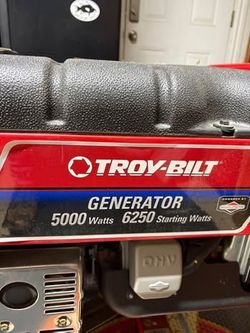 TROY-BILT
GENERATOR
5000 Watts 6250 Starting Watts
OHV